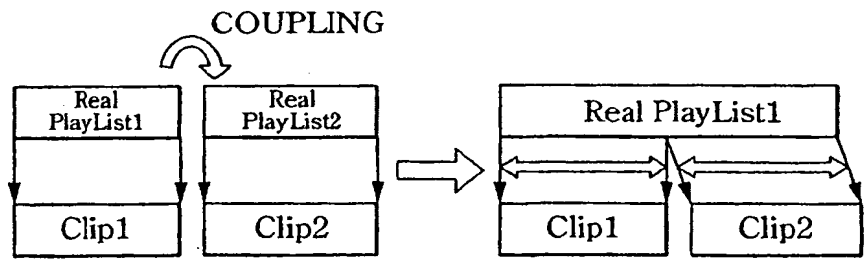 COUPLING
Real
PlayList1
Real
PlayList2
Real PlayList1
Clip1
Clip2
Clip1
Clip2